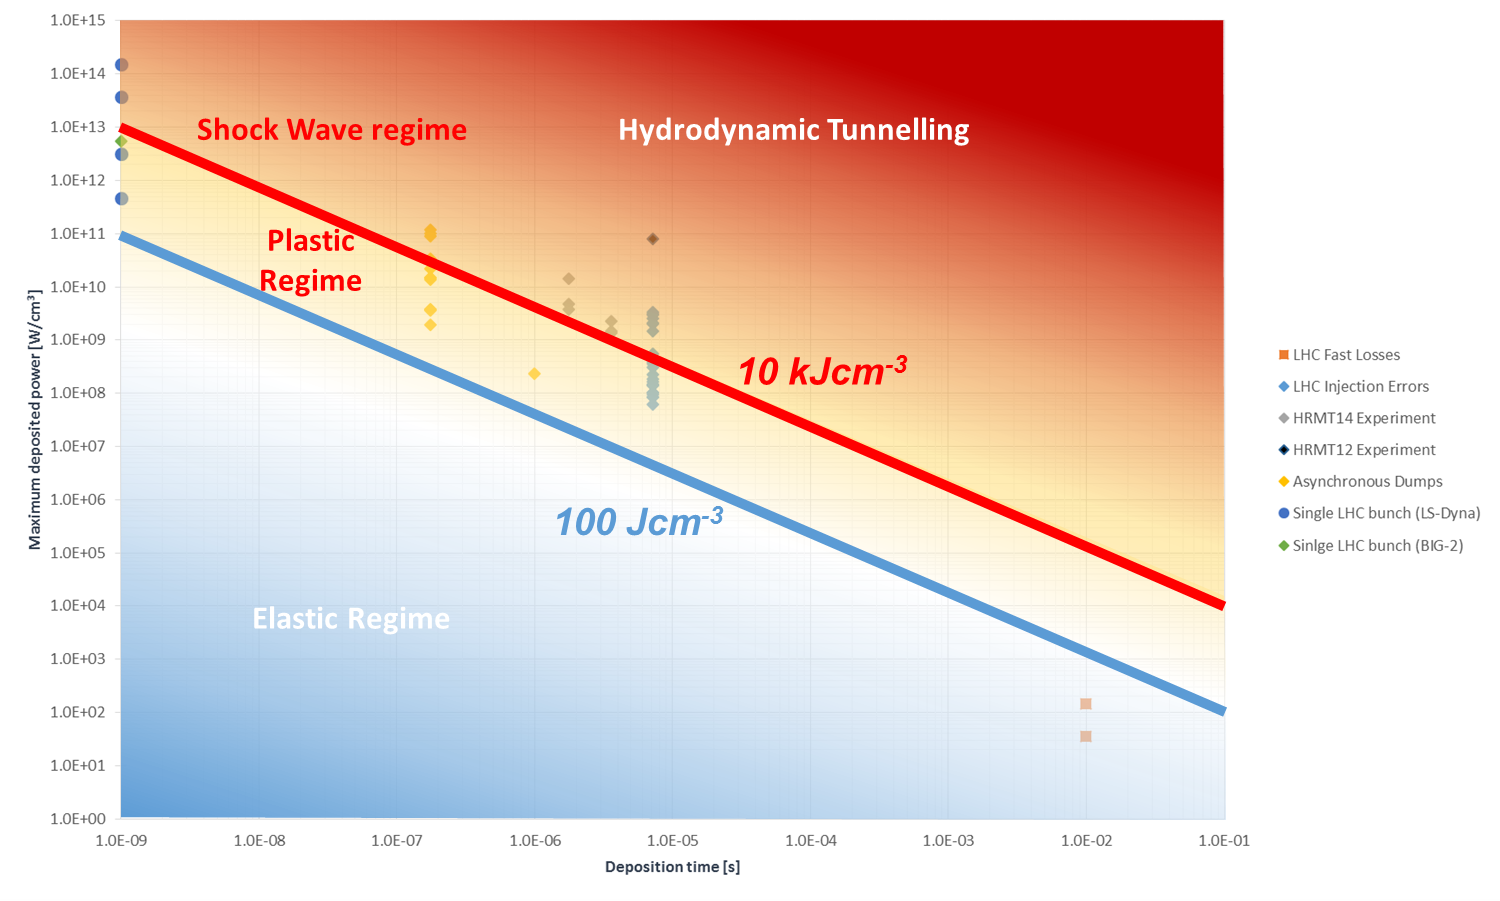 1.0E+15
1.0E+14
1.0E+13
1.0E+12
1.0E+11
1.0E+10
1.0E+09
1.0E+08
1.0E+07
1.0E+06
1.0E+05
1.0E+04
1.0E+03
1.0E+02
1.0E+01
1.0E+00
Maximum deposited power [W/cm³]
Shock Wave regime
Hydrodynamic Tunnelling
Plastic
Regime
10 kJcm⁻³
100 Jcm⁻³
Elastic Regime
LHC Fast Losses
LHC Injection Errors
HRMT14 Experiment
HRMT12 Experiment
Asynchronous Dumps
Single LHC bunch (LS-Dyna)
Sinlge LHC bunch (BIG-2)
1.0E-09 1.0E-08 1.0E-07 1.0E-06 1.0E-05 1.0E-04 1.0E-03 1.0E-02 1.0E-01
Deposition time [s]